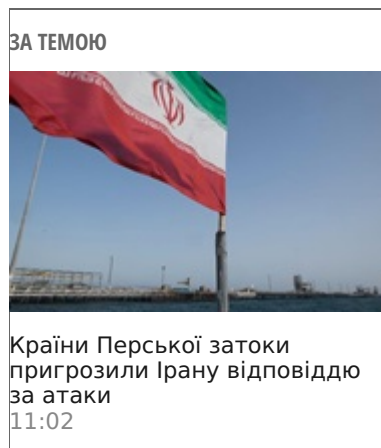 ЗА ТЕМОЮ
Країни Перської затоки
пригрозили Ірану відповіддю
за атаки
11:02